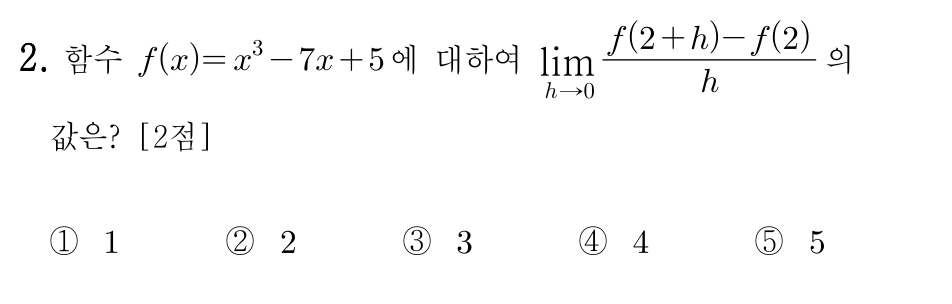 2. 함수 f(x)=x³−7x+5에 대하여 lim_{h→0} \frac{f(2+h)−f(2)}{h} 의
값은? [2점]
① 1 ② 2 ③ 3 ④ 4 ⑤ 5